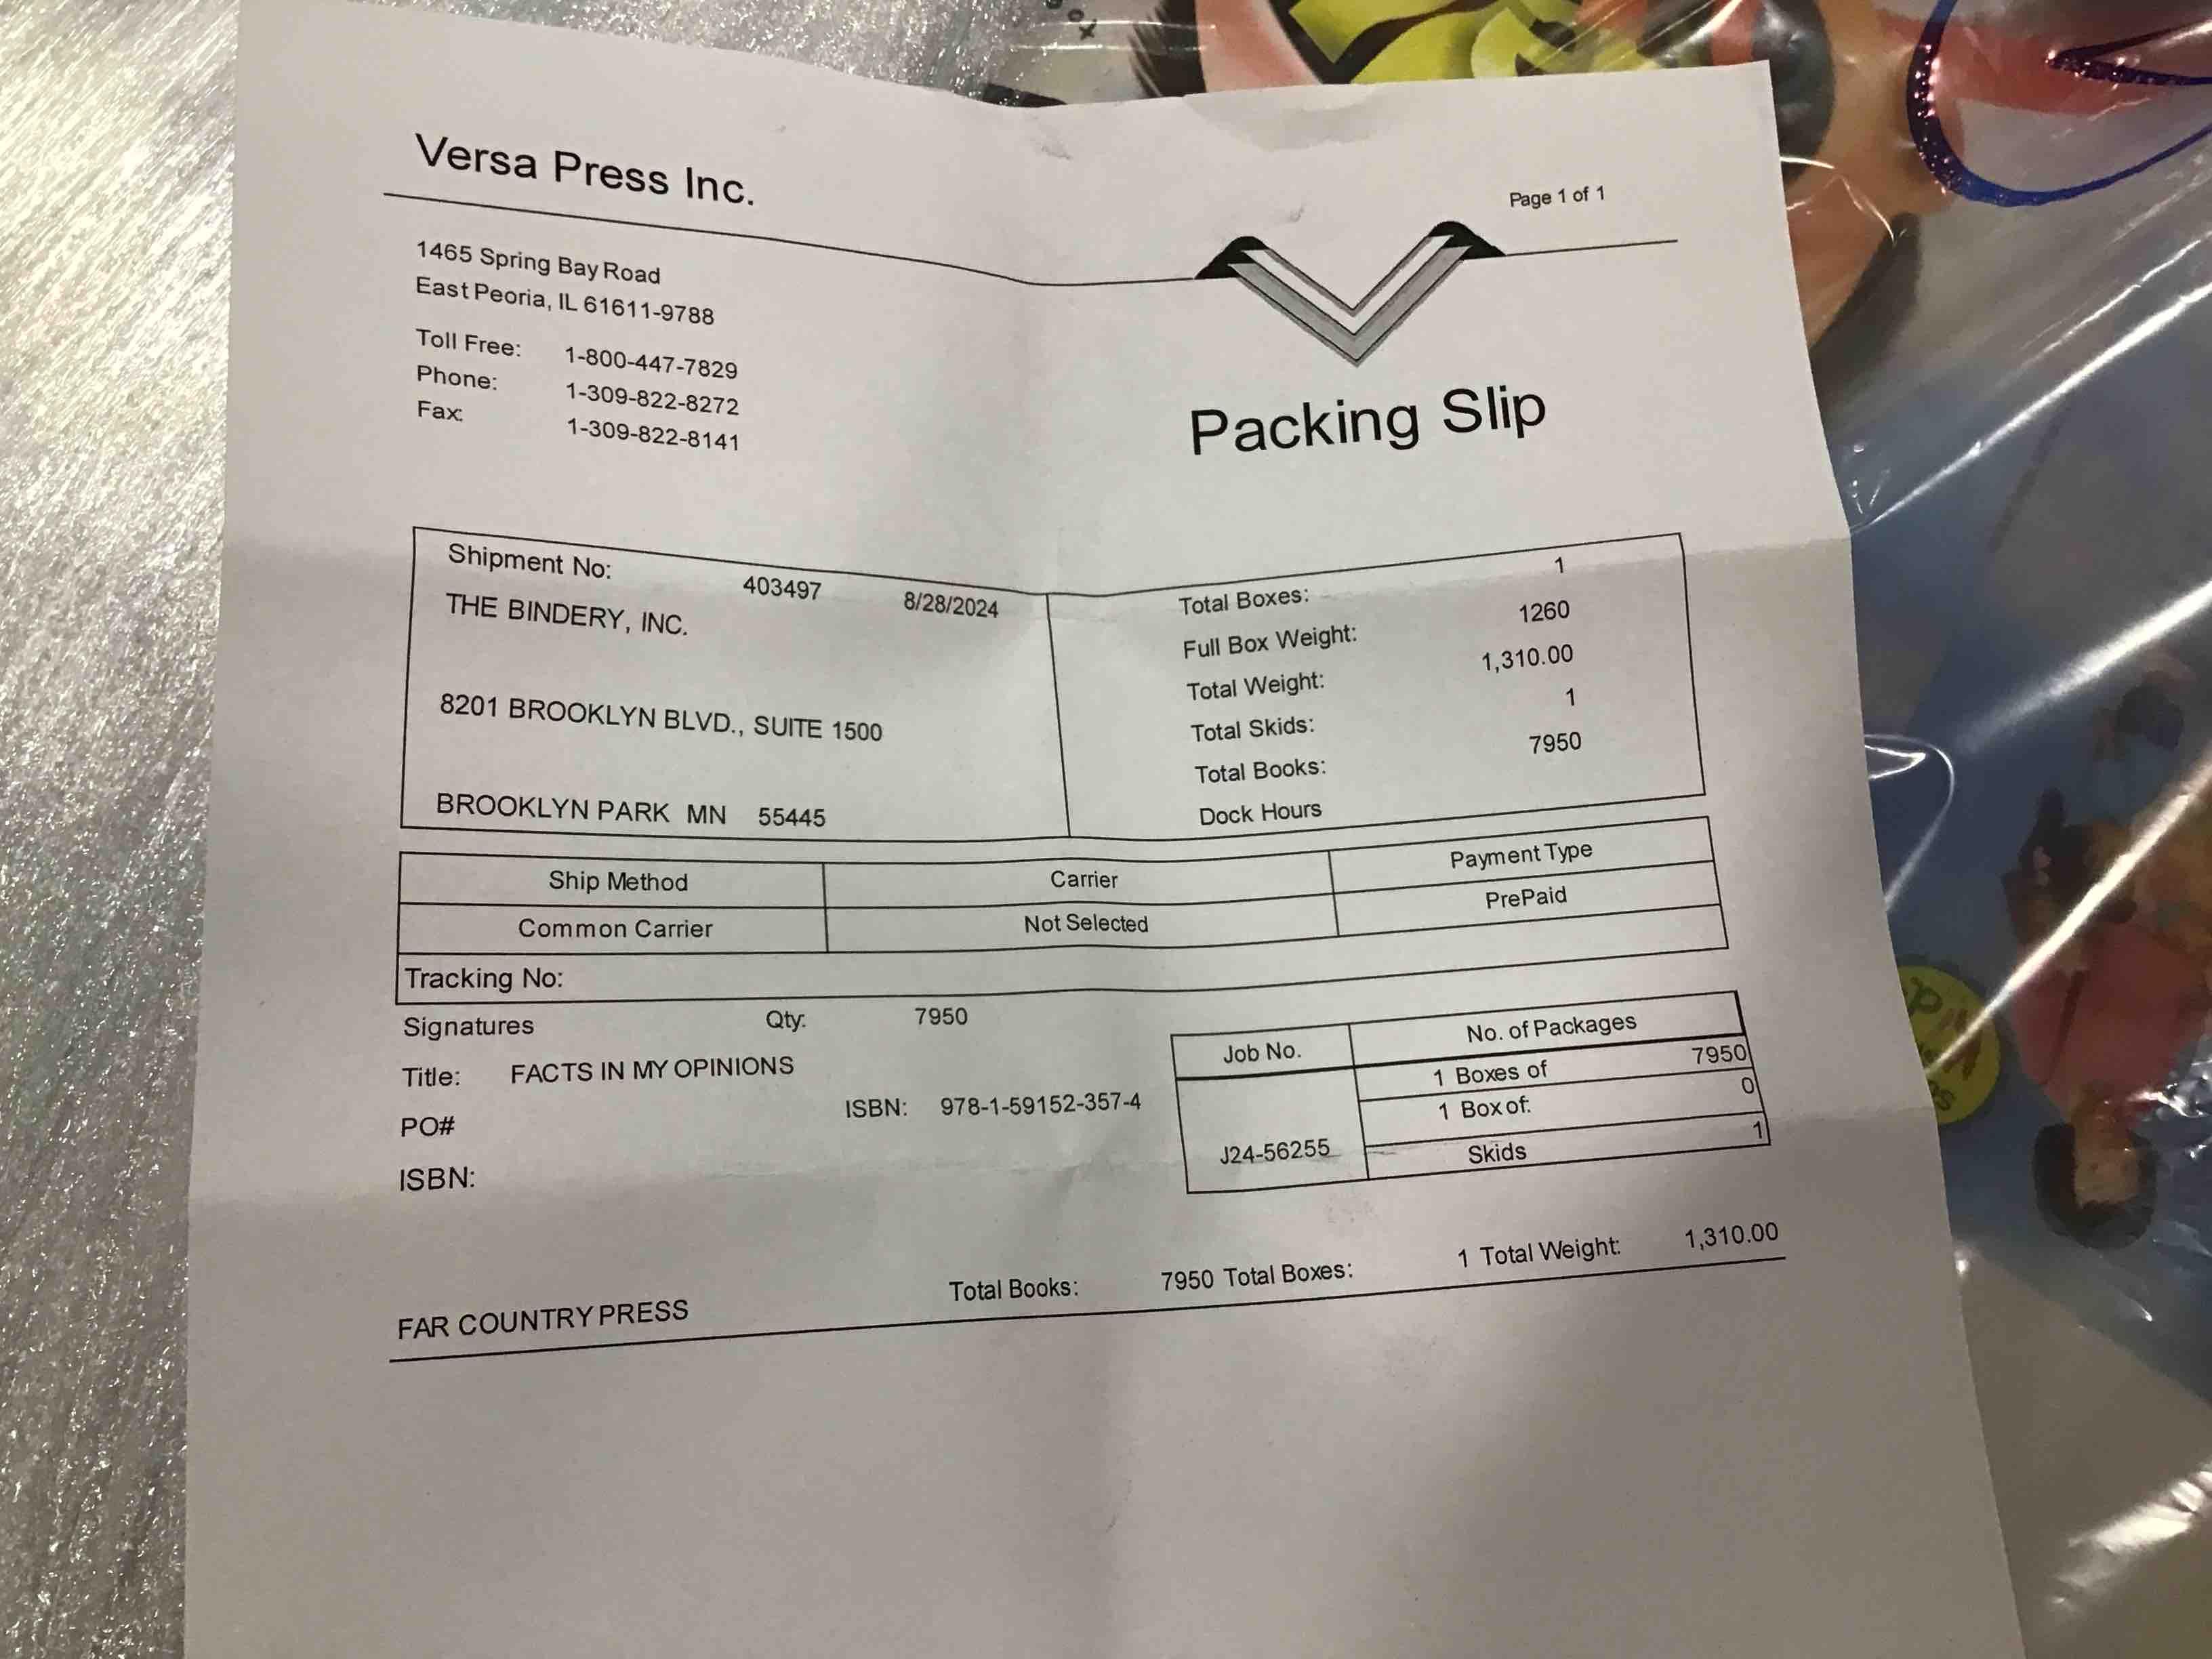 Versa Press Inc.
Page 1 of 1
1465 Spring Bay Road
East Peoria, IL 61611-9788
Toll Free: 1-800-447-7829
Phone: 1-309-822-8272
Fax: 1-309-822-8141
Packing Slip
Shipment No: 403497 8/28/2024
THE BINDERY, INC.
8201 BROOKLYN BLVD., SUITE 1500
BROOKLYN PARK MN 55445
Total Boxes: 1
Full Box Weight: 1260
Total Weight: 1,310.00
Total Skids: 1
Total Books: 7950
Dock Hours
Ship Method Carrier Payment Type
Common Carrier Not Selected PrePaid
Tracking No:
Signatures Qty: 7950
Title: FACTS IN MY OPINIONS
ISBN: 978-1-59152-357-4
PO#
ISBN:
Job No. No. of Packages
1 Boxes of 7950
1 Box of: 0
J24-56255 Skids 1
Total Books: 7950 Total Boxes: 1 Total Weight: 1,310.00
FAR COUNTRY PRESS